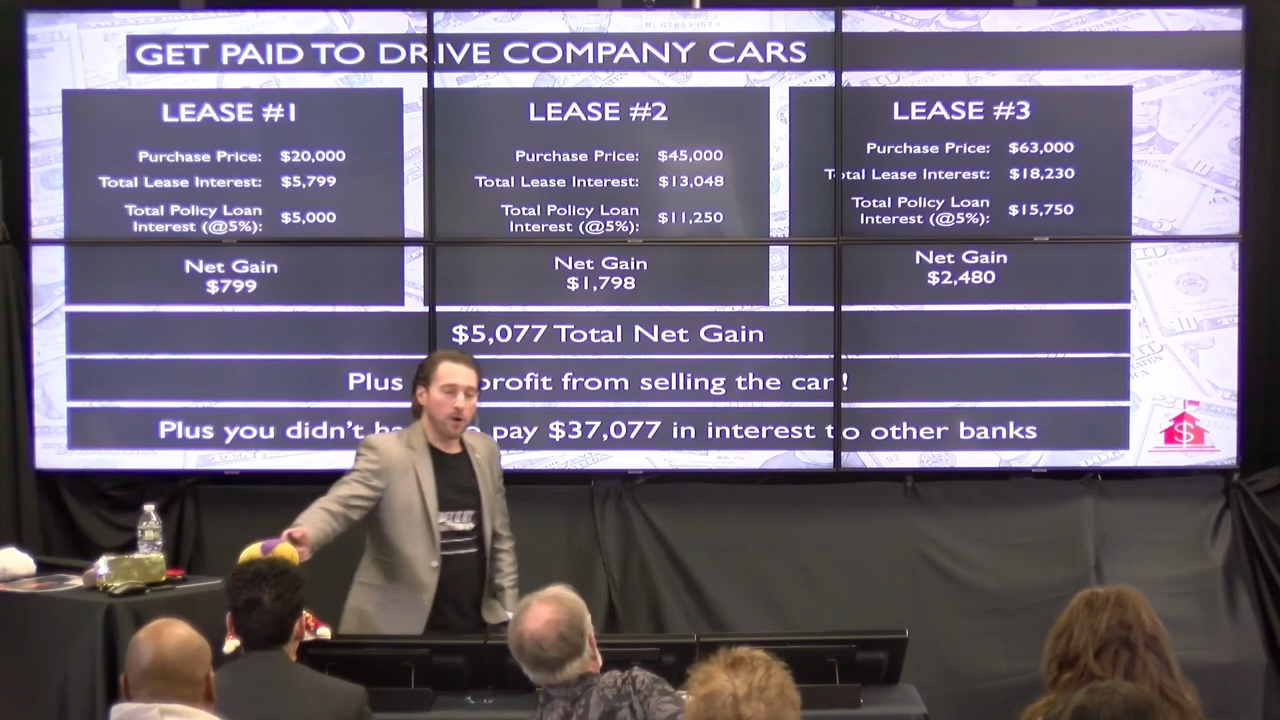 GET PAID TO DRIVE COMPANY CARS
LEASE #1
Purchase Price: $20,000
Total Lease Interest: $5,799
Total Policy Loan
Interest (@5%): $5,000
Net Gain
$799
LEASE #2
Purchase Price: $45,000
Total Lease Interest: $13,048
Total Policy Loan
Interest (@5%): $11,250
Net Gain
$1,798
LEASE #3
Purchase Price: $63,000
Total Lease Interest: $18,230
Total Policy Loan
Interest (@5%): $15,750
Net Gain
$2,480
$5,077 Total Net Gain
Plus profit from selling the car!
Plus you didn't pay $37,077 in interest to other banks